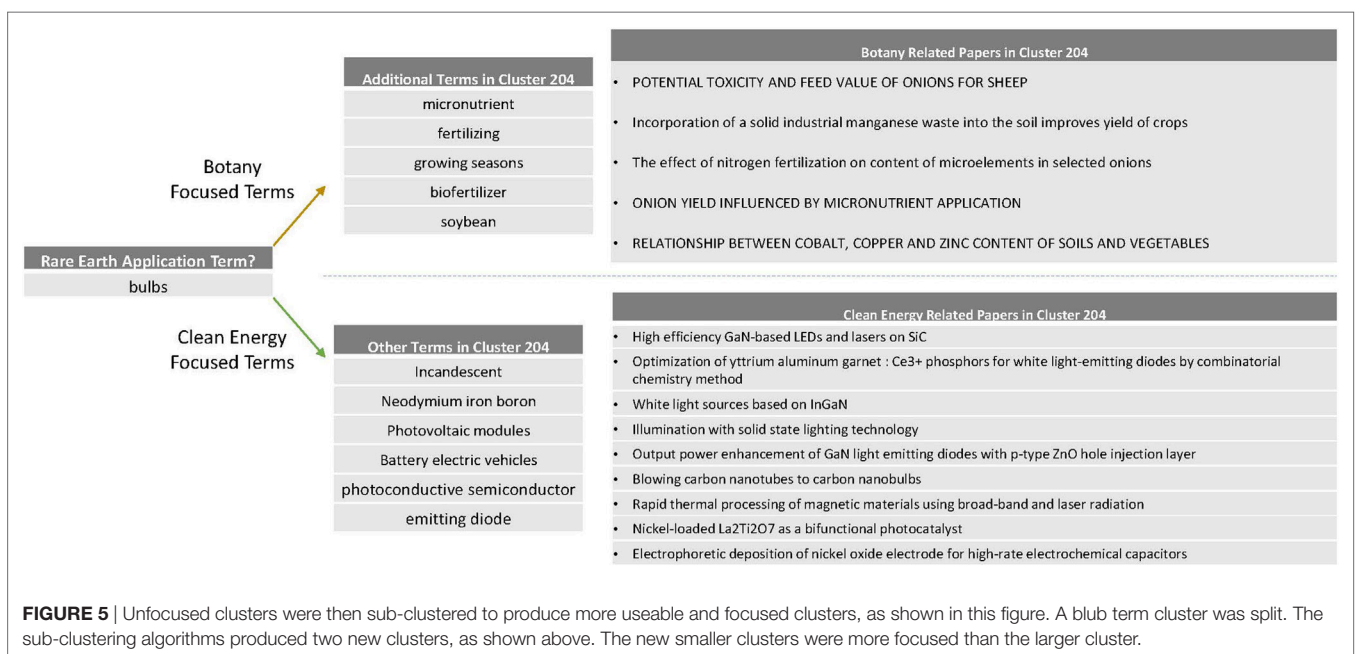 Additional Terms in Cluster 204
micronutrient
fertilizing
growing seasons
biofertilizer
soybean
Botany Related Papers in Cluster 204
• POTENTIAL TOXICITY AND FEED VALUE OF ONIONS FOR SHEEP
• Incorporation of a solid industrial manganese waste into the soil improves yield of crops
• The effect of nitrogen fertilization on content of microelements in selected onions
• ONION YIELD INFLUENCED BY MICRONUTRIENT APPLICATION
• RELATIONSHIP BETWEEN COBALT, COPPER AND ZINC CONTENT OF SOILS AND VEGETABLES
Botany
Focused Terms
Rare Earth Application Term?
bulbs
Clean Energy
Focused Terms
Other Terms in Cluster 204
Incandescent
Neodymium iron boron
Photovoltaic modules
Battery electric vehicles
photoconductive semiconductor
emitting diode
Clean Energy Related Papers in Cluster 204
• High efficiency GaN-based LEDs and lasers on SiC
• Optimization of yttrium aluminum garnet : Ce3+ phosphors for white light-emitting diodes by combinatorial
chemistry method
• White light sources based on InGaN
• Illumination with solid state lighting technology
• Output power enhancement of GaN light emitting diodes with p-type ZnO hole injection layer
• Blowing carbon nanotubes to carbon nanobulbs
• Rapid thermal processing of magnetic materials using broad-band and laser radiation
• Nickel-loaded La2Ti2O7 as a bifunctional photocatalyst
• Electrophoretic deposition of nickel oxide electrode for high-rate electrochemical capacitors
FIGURE 5 | Unfocused clusters were then sub-clustered to produce more useable and focused clusters, as shown in this figure. A blub term cluster was split. The
sub-clustering algorithms produced two new clusters, as shown above. The new smaller clusters were more focused than the larger cluster.